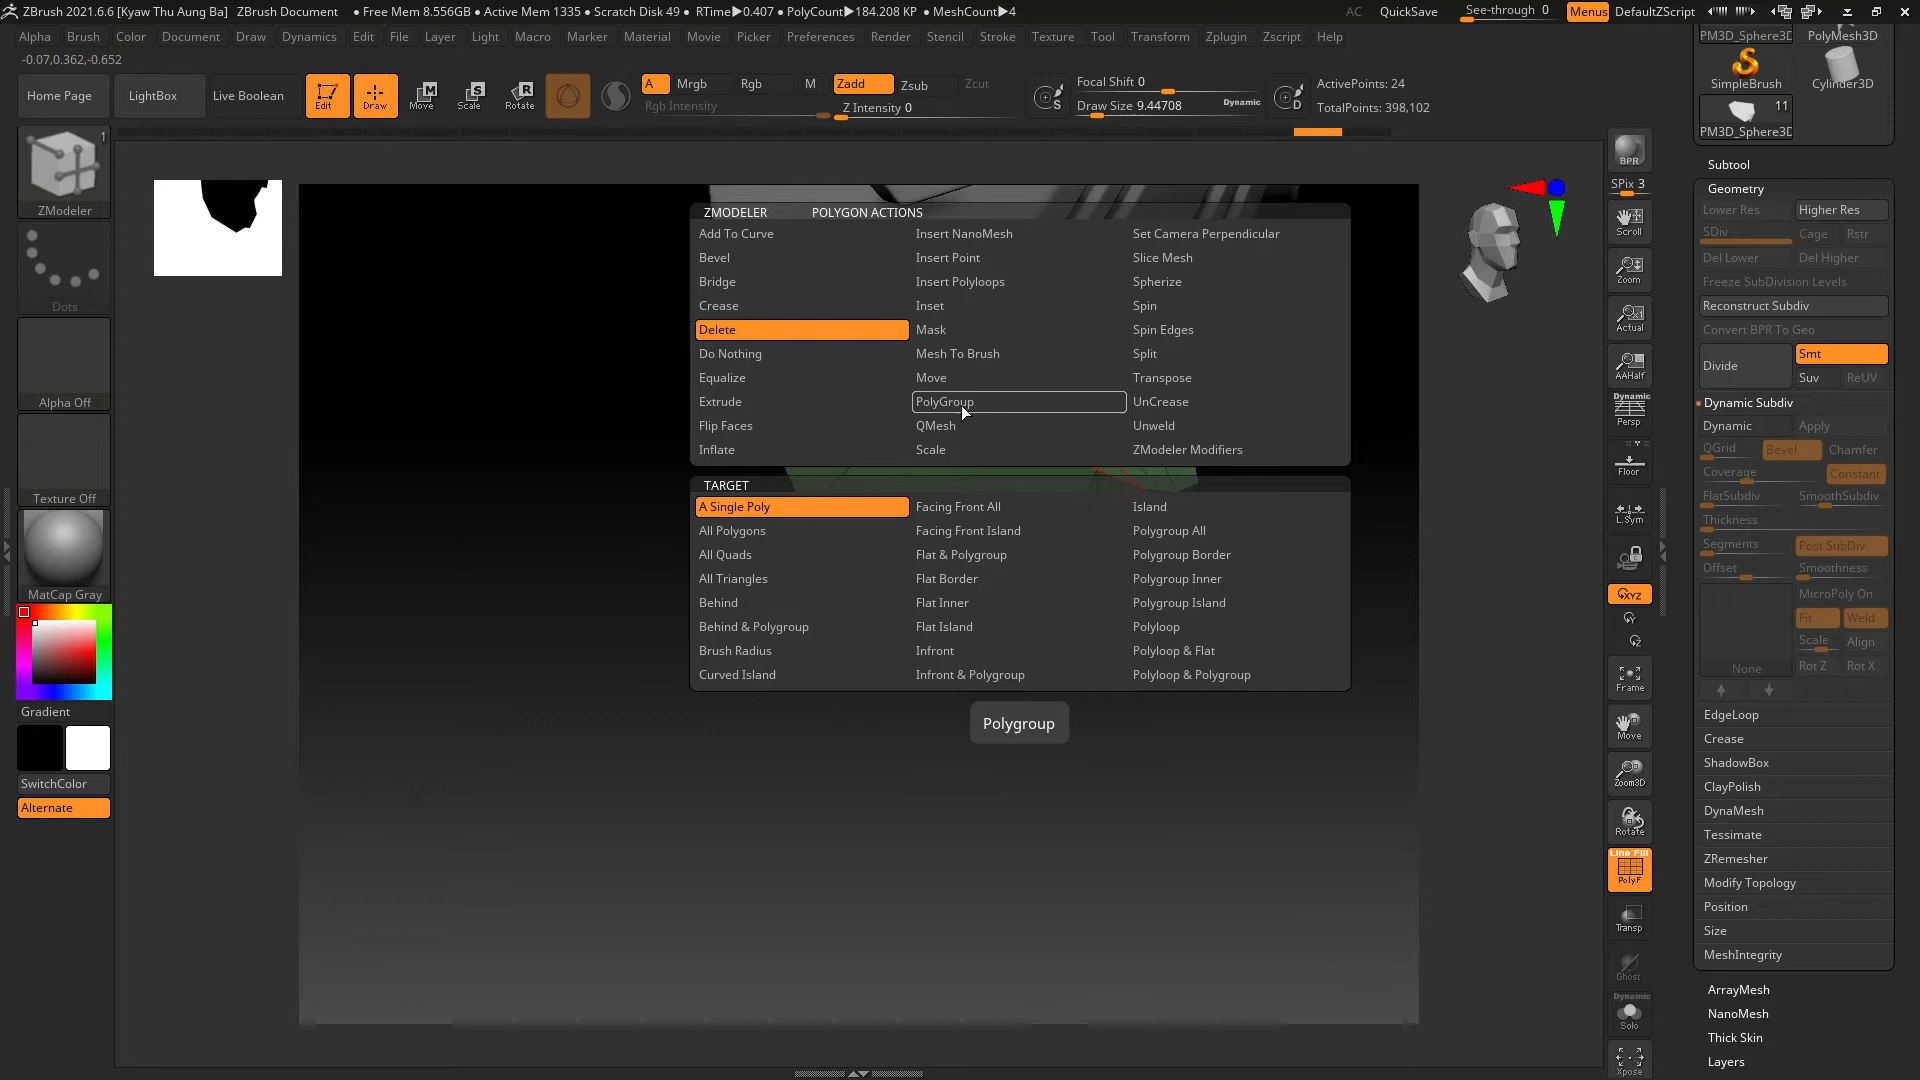 ZBrush 2021.6.6 [Kyaw Thu Aung Ba] ZBrush Document ● Free Mem 8.556GB ● Active Mem 1335 ● Scratch Disk 49 ● RTime▶0.407 ● PolyCount▶184.208 KP ● MeshCount▶4 AC QuickSave See-through 0 Menus DefaultZScript
Alpha Brush Color Document Draw Dynamics Edit File Layer Light Macro Marker Material Movie Picker Preferences Render Stencil Stroke Texture Tool Transform Zplugin Zscript Help
-0.07,0.362,-0.652
Home Page LightBox Live Boolean Edit Draw Move Scale Rotate
A Mrgb Rgb M Zadd Zsub Zcut
Rgb Intensity Z Intensity 0
Focal Shift 0
Draw Size 9.44708 Dynamic
ActivePoints: 24
TotalPoints: 398,102
1
ZModeler
Dots
Alpha Off
Texture Off
MatCap Gray
Gradient
SwitchColor
Alternate
ZMODELER POLYGON ACTIONS
Add To Curve Insert NanoMesh Set Camera Perpendicular
Bevel Insert Point Slice Mesh
Bridge Insert Polyloops Spherize
Crease Inset Spin
Delete Mask Spin Edges
Do Nothing Mesh To Brush Split
Equalize Move Transpose
Extrude PolyGroup UnCrease
Flip Faces QMesh Unweld
Inflate Scale ZModeler Modifiers
TARGET
A Single Poly Facing Front All Island
All Polygons Facing Front Island Polygroup All
All Quads Flat & Polygroup Polygroup Border
All Triangles Flat Border Polygroup Inner
Behind Flat Inner Polygroup Island
Behind & Polygroup Flat Island Polyloop
Brush Radius Infront Polyloop & Flat
Curved Island Infront & Polygroup Polyloop & Polygroup
Polygroup
BPR
SPix 3
Scroll
Zoom
Actual
AAHalf
Dynamic
Persp
Floor
L.Sym
XYZ
Y
Z
Frame
Move
Zoom3D
Rotate
Line Fill
PolyF
Transp
Ghost
Dynamic
Solo
Xpose
PM3D_Sphere3D PolyMesh3D
SimpleBrush Cylinder3D
11
PM3D_Sphere3D
Subtool
Geometry
Lower Res Higher Res
SDiv Cage Rstr
Del Lower Del Higher
Freeze SubDivision Levels
Reconstruct Subdiv
Convert BPR To Geo
Divide Smt
Suv ReUV
Dynamic Subdiv
Dynamic Apply
QGrid Bevel Chamfer
Coverage Constant
FlatSubdiv SmoothSubdiv
Thickness
Segments Post SubDiv
Offset Smoothness
MicroPoly On
Fit Weld
Scale Align
None Rot Z Rot X
EdgeLoop
Crease
ShadowBox
ClayPolish
DynaMesh
Tessimate
ZRemesher
Modify Topology
Position
Size
MeshIntegrity
ArrayMesh
NanoMesh
Thick Skin
Layers